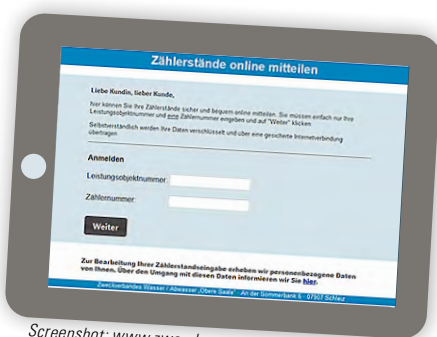 Zählerstände online mitteilen
Liebe Kundin, lieber Kunde,
hier können Sie Ihre Zählerstände sicher und bequem online mitteilen. Sie müssen einfach nur Ihre
Leistungsobjektnummer und eine Zählernummer eingeben und auf "Weiter" klicken.
Selbstverständlich werden Ihre Daten verschlüsselt und über eine gesicherte Internetverbindung
übertragen.
Anmelden
Leistungsobjektnummer:
Zählernummer:
Weiter
Zur Bearbeitung Ihrer Zählerstandseingabe erheben wir personenbezogene Daten
von Ihnen. Über den Umgang mit diesen Daten informieren wir Sie hier.
Zweckverbandes Wasser / Abwasser „Obere Saale" · An der Sommerbank 5 · 07907 Schleiz
Screenshot: